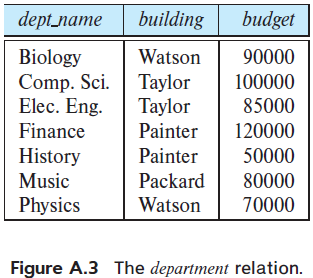 dept_name building budget
Biology Watson 90000
Comp. Sci. Taylor 100000
Elec. Eng. Taylor 85000
Finance Painter 120000
History Painter 50000
Music Packard 80000
Physics Watson 70000
Figure A.3 The department relation.